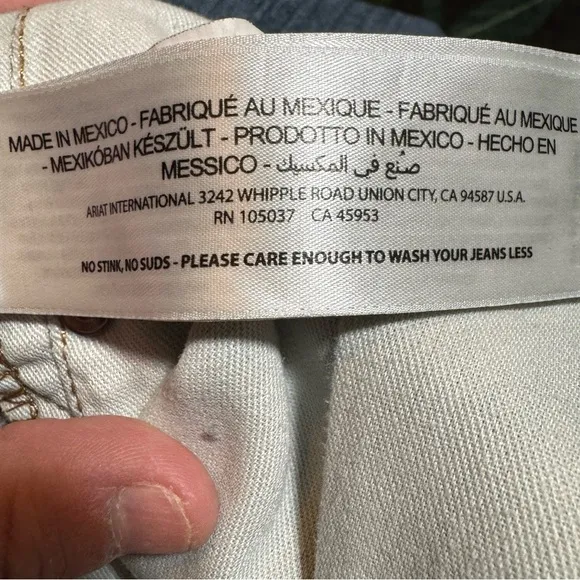 MADE IN MEXICO - FABRIQUÉ AU MEXIQUE - FABRIQUÉ AU MEXIQUE
- MEXIKÓBAN KÉSZÜLT - PRODOTTO IN MEXICO - HECHO EN
MESSICO - صُنع في المكسيك
ARIAT INTERNATIONAL 3242 WHIPPLE ROAD UNION CITY, CA 94587 U.S.A.
RN 105037 CA 45953
NO STINK, NO SUDS - PLEASE CARE ENOUGH TO WASH YOUR JEANS LESS